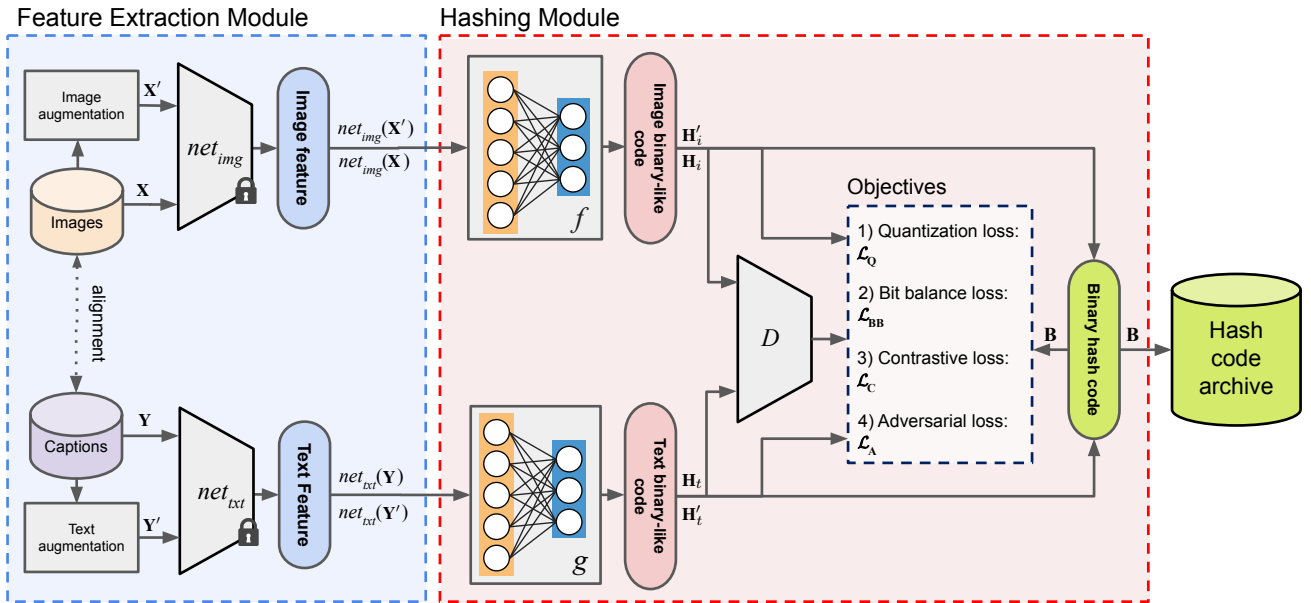 Feature Extraction Module
Image
augmentation
X′
net_img
X
Images
Image feature
net_img(X′)
net_img(X)
alignment
Captions
Y
net_txt
Text
augmentation
Y′
Text Feature
net_txt(Y)
net_txt(Y′)
Hashing Module
f
Image binary-like
code
H′_i
H_i
g
Text binary-like
code
H_t
H′_t
D
Objectives
1) Quantization loss:
ℒ_Q
2) Bit balance loss:
ℒ_BB
3) Contrastive loss:
ℒ_C
4) Adversarial loss:
ℒ_A
B
Binary hash code
B
Hash
code
archive